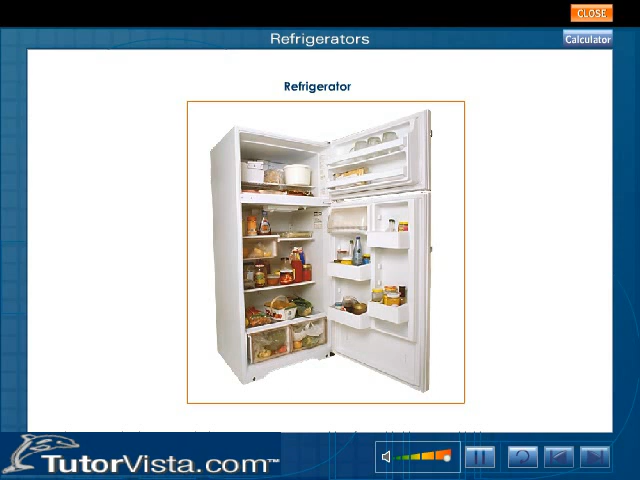 CLOSE
Refrigerators
Calculator
Refrigerator
TutorVista.com™